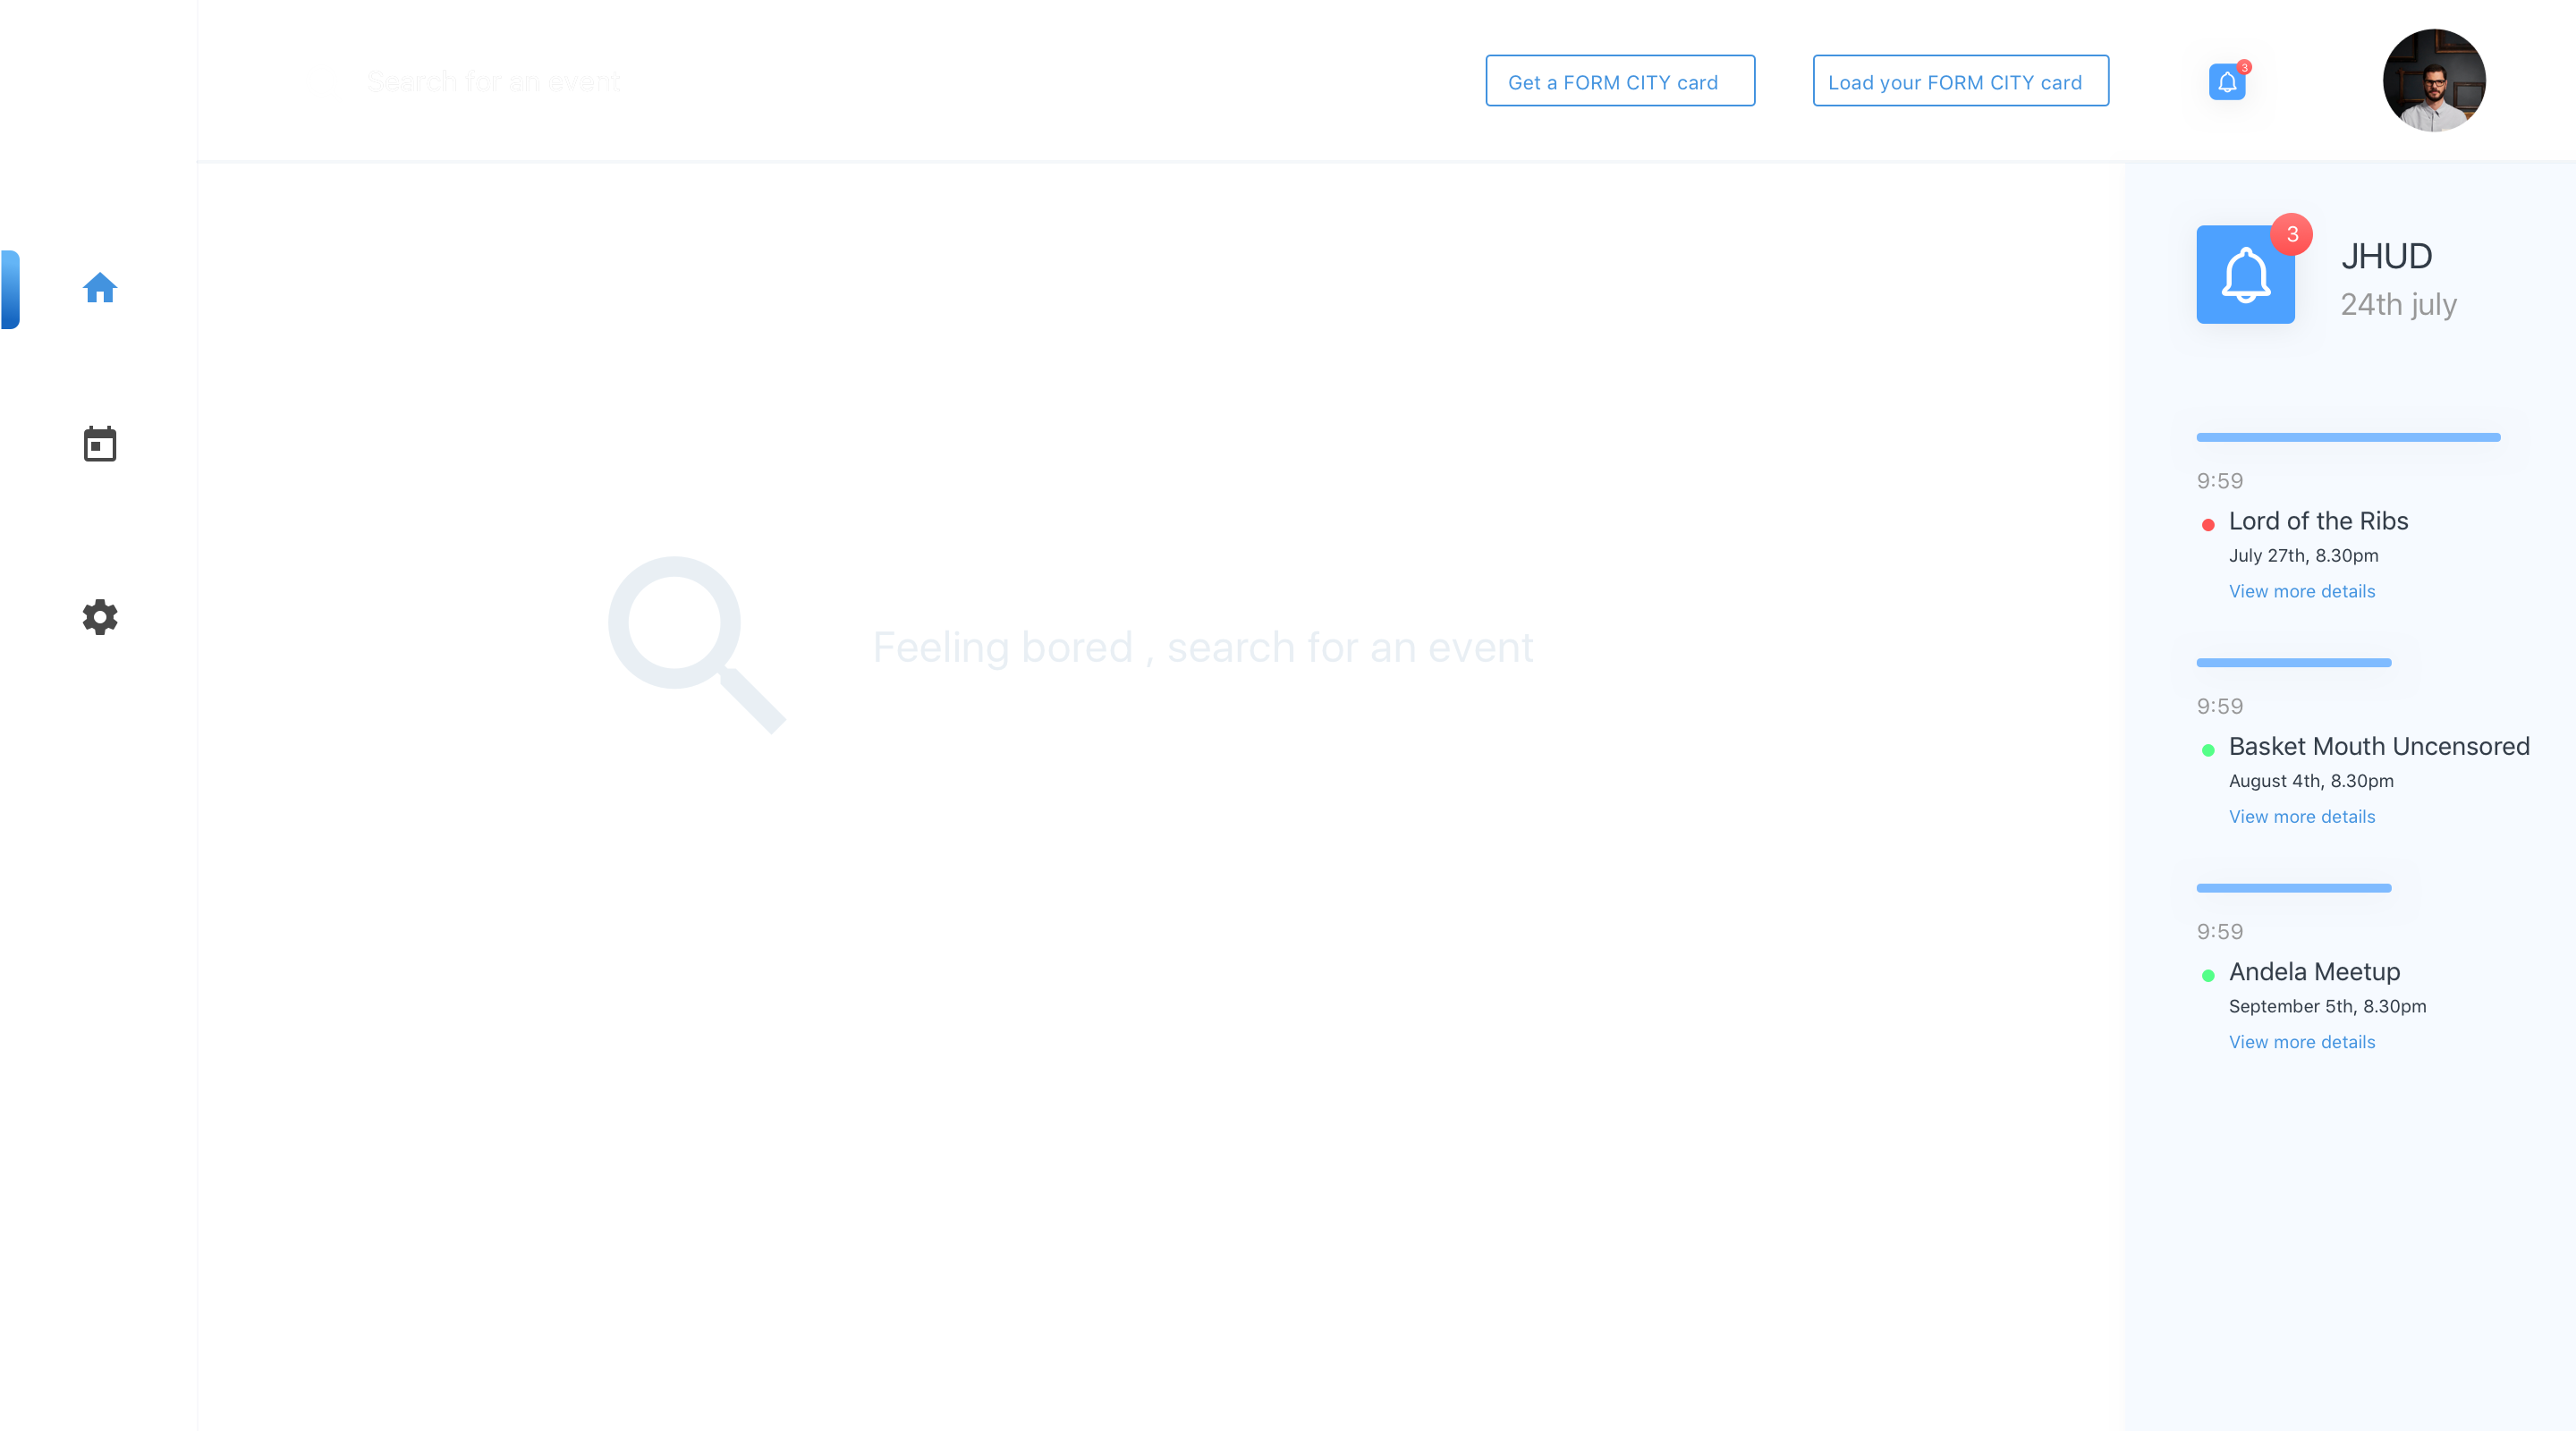 Search for an event
Get a FORM CITY card
Load your FORM CITY card
3
3
JHUD
24th july
9:59
Lord of the Ribs
July 27th, 8.30pm
View more details
Feeling bored , search for an event
9:59
Basket Mouth Uncensored
August 4th, 8.30pm
View more details
9:59
Andela Meetup
September 5th, 8.30pm
View more details